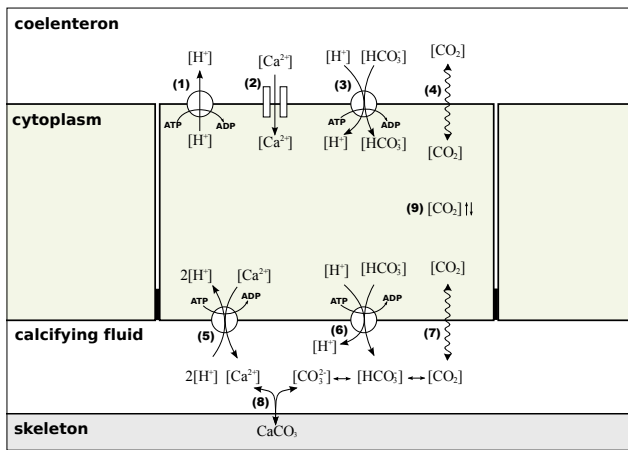 coelenteron
[H⁺] [Ca²⁺] [H⁺] [HCO₃⁻] [CO₂]
(1) (2) (3) (4)
cytoplasm
ATP ADP ATP ADP
[H⁺] [Ca²⁺] [H⁺] [HCO₃⁻] [CO₂]
(9) [CO₂]
2[H⁺] [Ca²⁺] [H⁺] [HCO₃⁻] [CO₂]
ATP ADP ATP ADP
calcifying fluid
(5) (6) (7)
[H⁺]
2[H⁺] [Ca²⁺] [CO₃²⁻] [HCO₃⁻] [CO₂]
(8)
skeleton
CaCO₃